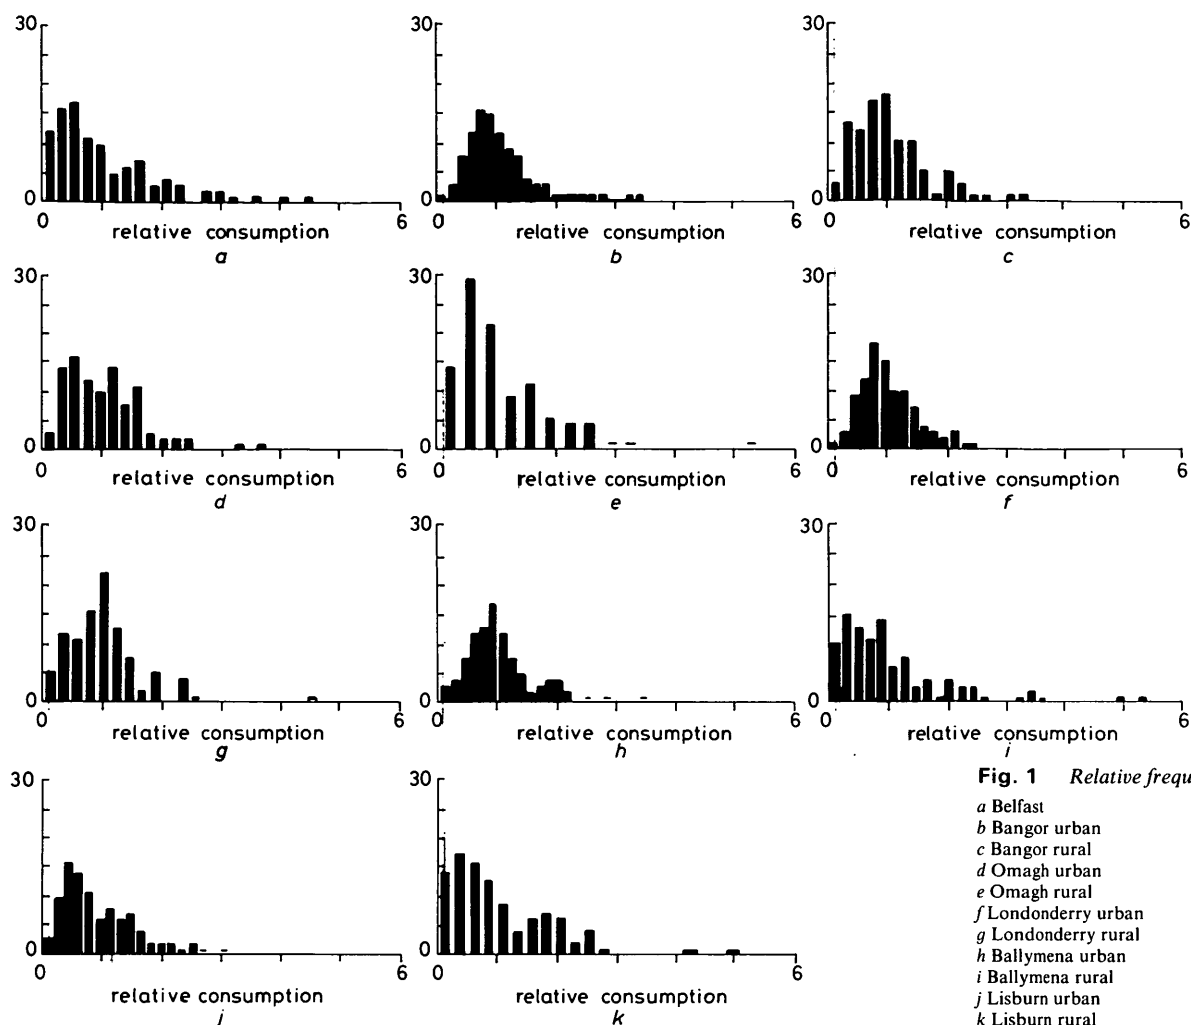 30
30
30
0
0
0
0 6
0 6
0 6
relative consumption
relative consumption
relative consumption
a
b
c
30
30
30
0
0
0
0 6
0 6
0 6
relative consumption
relative consumption
relative consumption
d
e
f
30
30
30
0
0
0
0 6
0 6
0 6
relative consumption
relative consumption
relative consumption
g
h
i
30
30
0
0
0 6
0 6
relative consumption
relative consumption
j
k
Fig. 1 Relative frequ
a Belfast
b Bangor urban
c Bangor rural
d Omagh urban
e Omagh rural
f Londonderry urban
g Londonderry rural
h Ballymena urban
i Ballymena rural
j Lisburn urban
k Lisburn rural